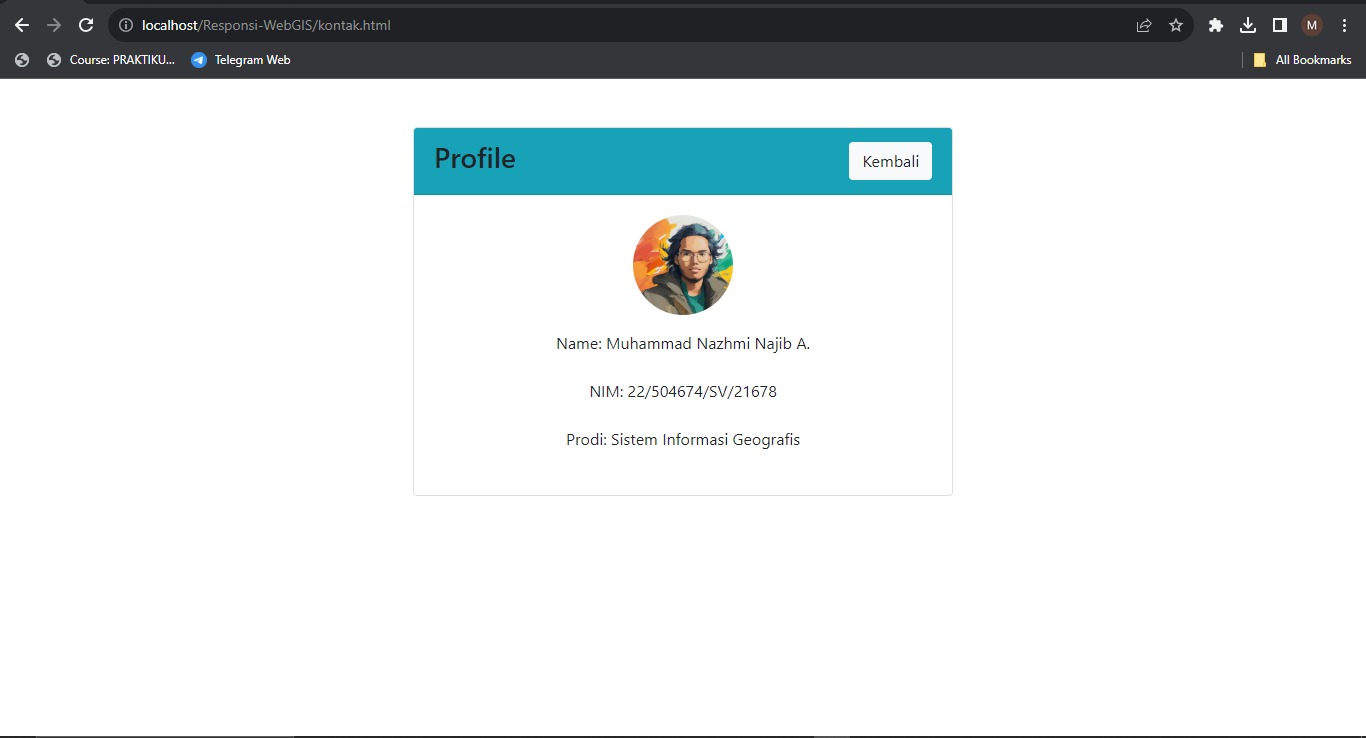 localhost/Responsi-WebGIS/kontak.html
M
Course: PRAKTIKU...
Telegram Web
All Bookmarks
Profile
Kembali
Name: Muhammad Nazhmi Najib A.
NIM: 22/504674/SV/21678
Prodi: Sistem Informasi Geografis